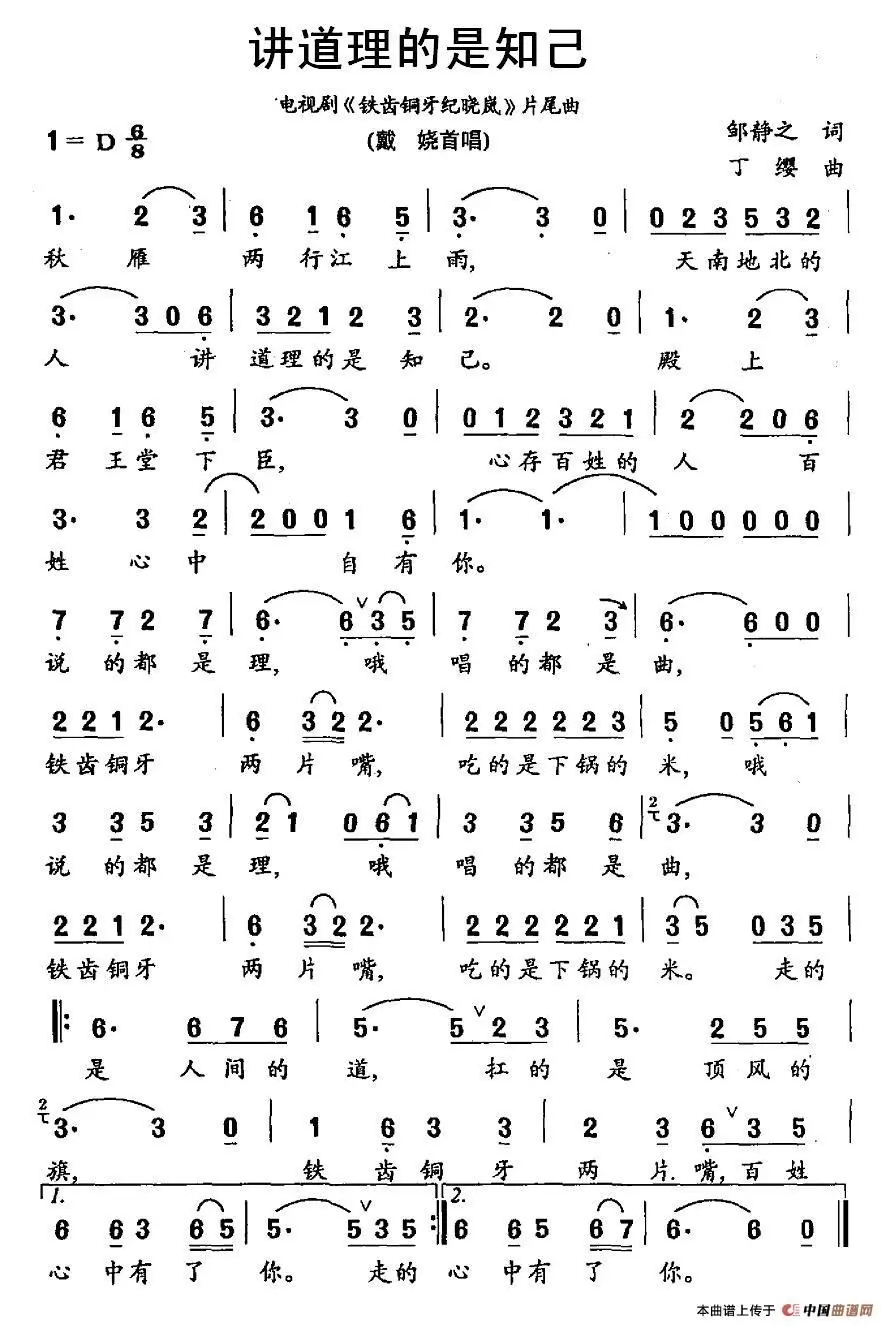 讲道理的是知己
电视剧《铁齿铜牙纪晓岚》片尾曲
1=D 6/8
(戴 娆首唱)
邹静之 词
丁 缨 曲
1· 2 3 | 6 1 6 5 | 3· 3 0 | 0 2 3 5 3 2 |
秋 雁 两 行 江 上 雨, 天南地北的
3· 3 0 6 | 3 2 1 2 3 | 2· 2 0 | 1· 2 3 |
人 讲 道理的是 知 己。 殿 上
6 1 6 5 | 3· 3 0 | 0 1 2 3 2 1 | 2 2 0 6 |
君 王 堂 下 臣, 心存百姓的 人 百
3· 3 2 | 2 0 0 1 6 | 1· 1· | 1 0 0 0 0 0 |
姓 心 中 自 有 你。
7 7 2 7 | 6· 6 ∨ 3 5 | 7 7 2 3 | 6· 6 0 0 |
说 的都 是 理, 哦 唱 的都 是 曲,
2 2 1 2· | 6 3 2 2· | 2 2 2 2 2 3 | 5 0 5 6 1 |
铁齿铜牙 两 片 嘴, 吃的是下锅的 米, 哦
3 3 5 3 | 2 1 0 6 1 | 3 3 5 6 | 3· 3 0 |
说 的都 是 理, 哦 唱 的都 是 曲,
2 2 1 2· | 6 3 2 2· | 2 2 2 2 2 1 | 3 5 0 3 5 |
铁齿铜牙 两 片 嘴, 吃的是下锅的 米。 走的
‖: 6· 6 7 6 | 5· 5 ∨ 2 3 | 5· 2 5 5 |
是 人 间 的 道, 扛的 是 顶风的
3· 3 0 | 1 6 3 3 | 2 3 6 ∨ 3 5 |
旗, 铁 齿 铜 牙 两 片. 嘴, 百 姓
1. 2.
6 6 3 6 5 | 5· 5 ∨ 3 5 :‖ 6 6 5 6 7 | 6· 6 0 ‖
心 中有 了 你。 走的 心 中有 了 你。
本曲谱上传于 中国曲谱网